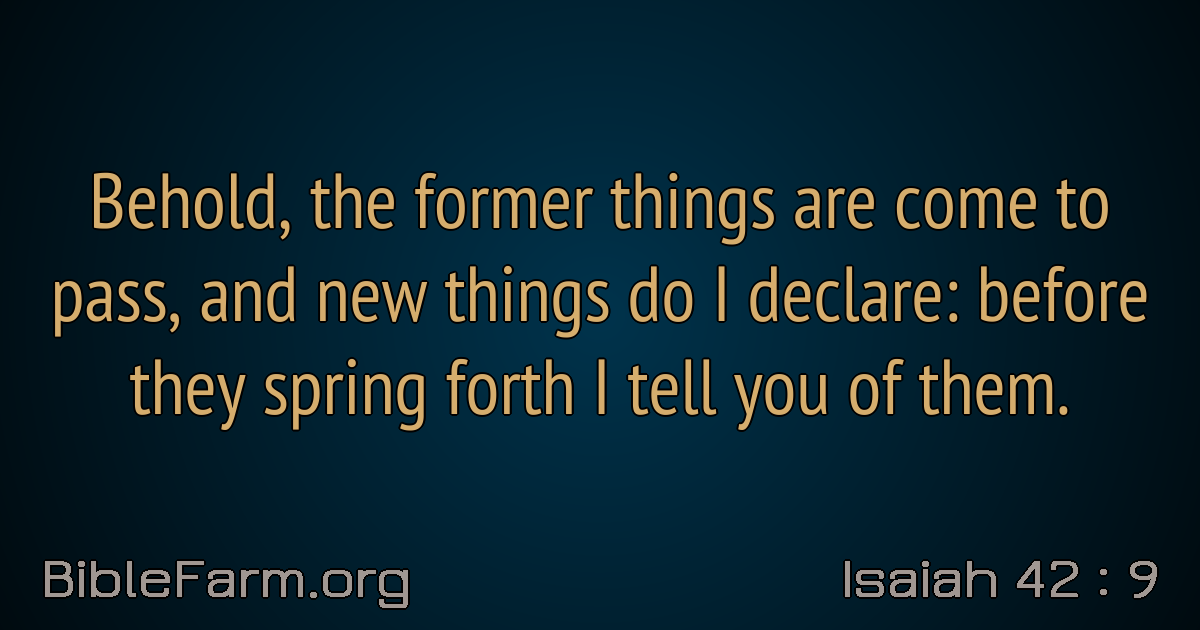 Behold, the former things are come to
pass, and new things do I declare: before
they spring forth I tell you of them.
BibleFarm.org
Isaiah 42 : 9